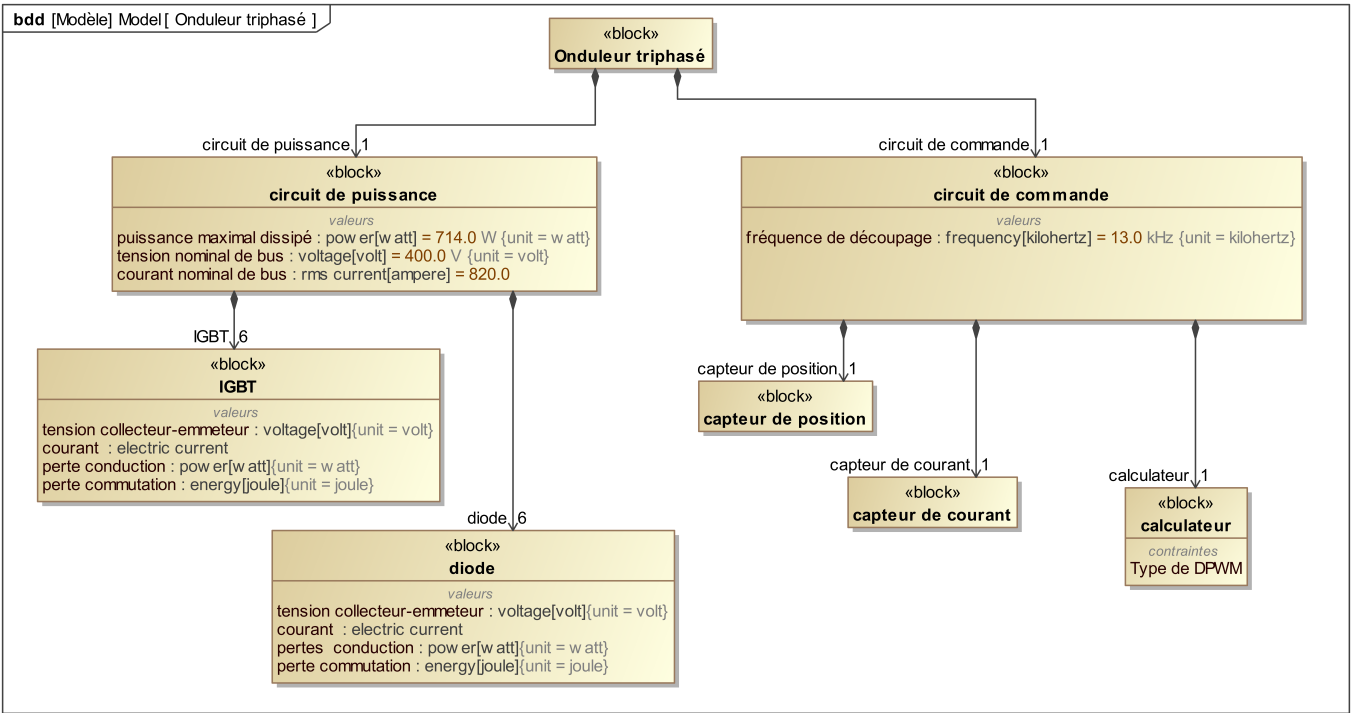 bdd [Modèle] Model [ Onduleur triphasé ]
«block»
Onduleur triphasé
circuit de puissance 1
«block»
circuit de puissance
valeurs
puissance maximal dissipé : power[watt] = 714.0 W {unit = watt}
tension nominal de bus : voltage[volt] = 400.0 V {unit = volt}
courant nominal de bus : rms current[ampere] = 820.0
circuit de commande 1
«block»
circuit de commande
valeurs
fréquence de découpage : frequency[kilohertz] = 13.0 kHz {unit = kilohertz}
IGBT 6
«block»
IGBT
valeurs
tension collecteur-emmeteur : voltage[volt]{unit = volt}
courant : electric current
perte conduction : power[watt]{unit = watt}
perte commutation : energy[joule]{unit = joule}
diode 6
«block»
diode
valeurs
tension collecteur-emmeteur : voltage[volt]{unit = volt}
courant : electric current
pertes conduction : power[watt]{unit = watt}
perte commutation : energy[joule]{unit = joule}
capteur de position 1
«block»
capteur de position
capteur de courant 1
«block»
capteur de courant
calculateur 1
«block»
calculateur
contraintes
Type de DPWM